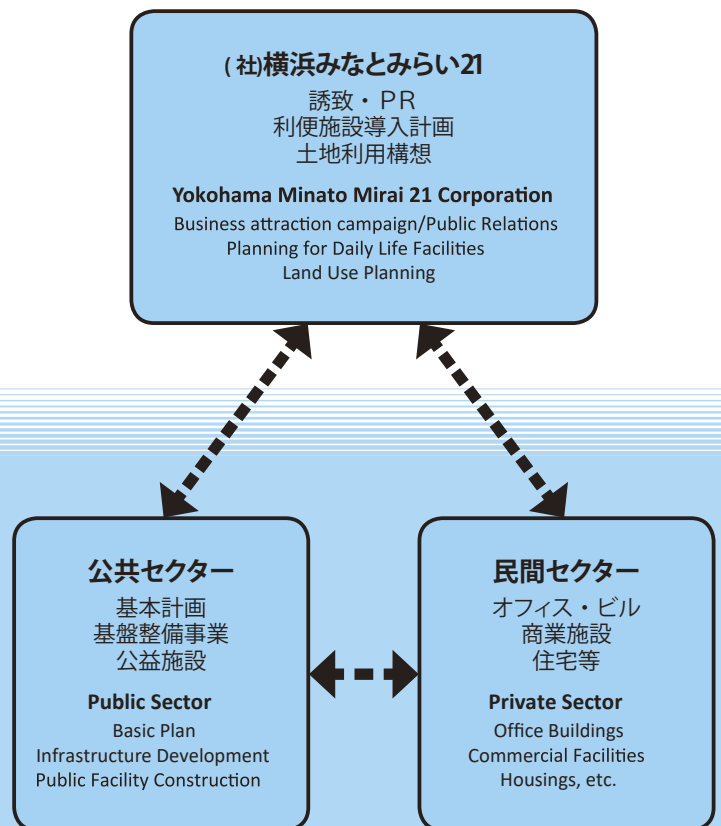 (社)横浜みなとみらい21
誘致・PR
利便施設導入計画
土地利用構想
Yokohama Minato Mirai 21 Corporation
Business attraction campaign/Public Relations
Planning for Daily Life Facilities
Land Use Planning
公共セクター
基本計画
基盤整備事業
公益施設
Public Sector
Basic Plan
Infrastructure Development
Public Facility Construction
民間セクター
オフィス・ビル
商業施設
住宅等
Private Sector
Office Buildings
Commercial Facilities
Housings, etc.